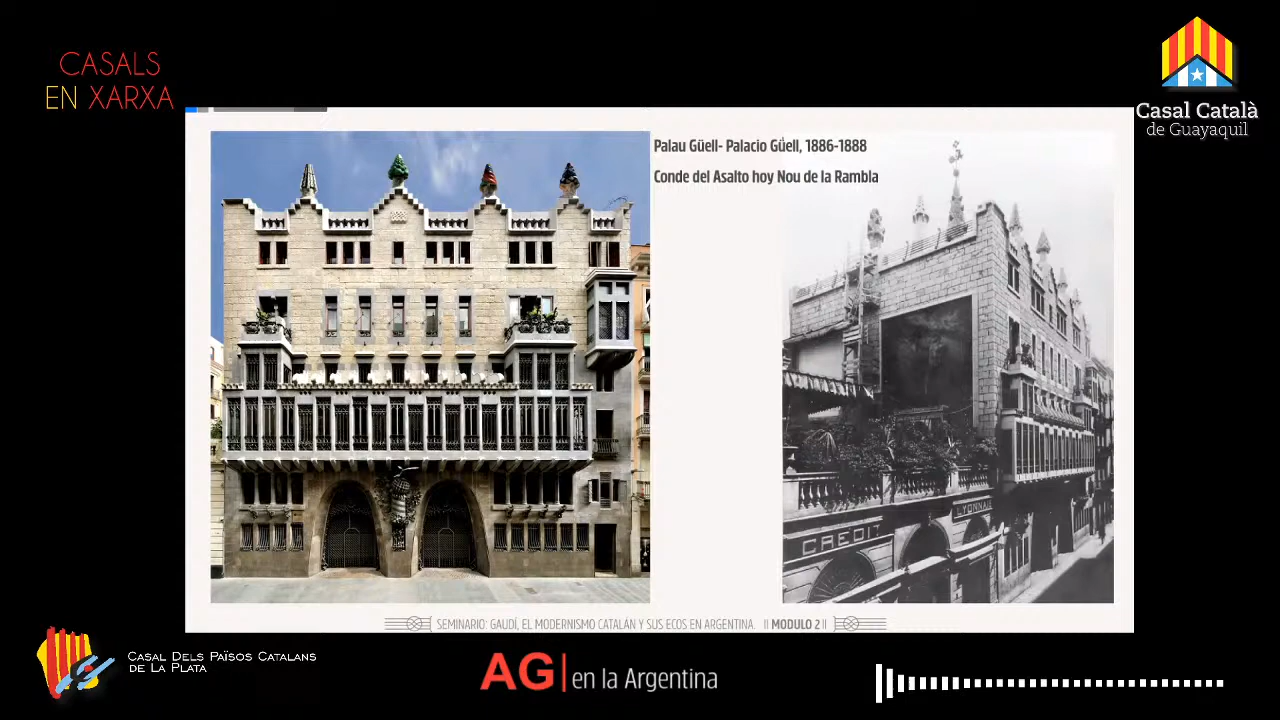 CASALS
EN XARXA
Casal Català
de Guayaquil
Palau Güell- Palacio Güell, 1886-1888
Conde del Asalto hoy Nou de la Rambla
CREDIT
LYONNAIS
SEMINARIO: GAUDÍ, EL MODERNISMO CATALAN Y SUS ECOS EN ARGENTINA. || MODULO 2 ||
CASAL DELS PAÏSOS CATALANS
DE LA PLATA
AG| en la Argentina